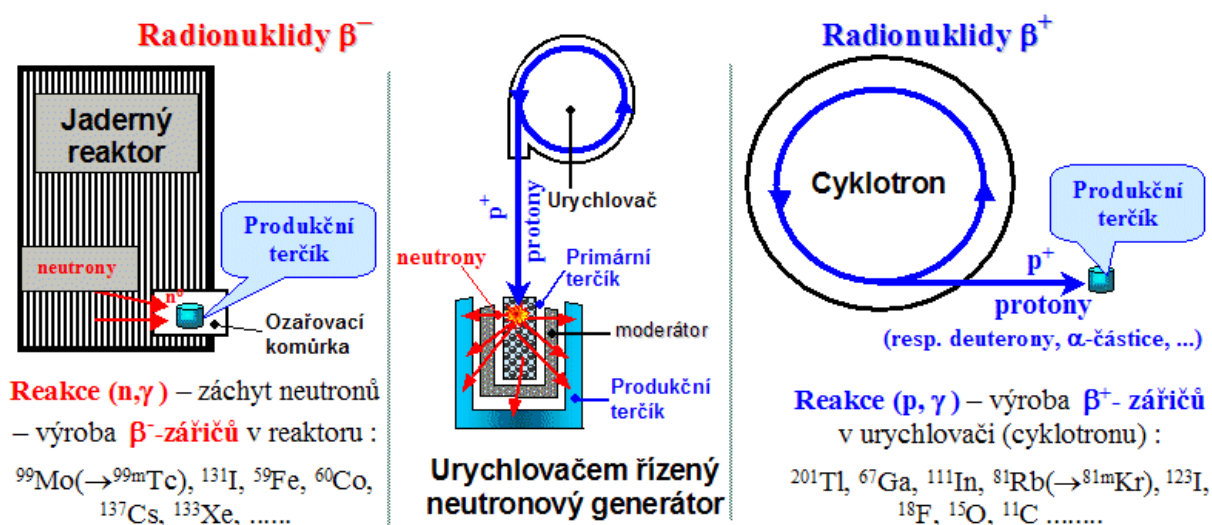 Radionuklidy β⁻
Jaderný
reaktor
Produkční
terčík
neutrony
n⁰
Ozařovací
komůrka
Reakce (n,γ) – záchyt neutronů
– výroba β⁻-zářičů v reaktoru :
⁹⁹Mo(→⁹⁹ᵐTc), ¹³¹I, ⁵⁹Fe, ⁶⁰Co,
¹³⁷Cs, ¹³³Xe, ......
Urychlovač
p⁺
protony
neutrony
Primární
terčík
moderátor
Produkční
terčík
Urychlovačem řízený
neutronový generátor
Radionuklidy β⁺
Cyklotron
Produkční
terčík
p⁺
protony
(resp. deuterony, α-částice, ...)
Reakce (p, γ) – výroba β⁺- zářičů
v urychlovači (cyklotronu) :
²⁰¹Tl, ⁶⁷Ga, ¹¹¹In, ⁸¹Rb(→⁸¹ᵐKr), ¹²³I,
¹⁸F, ¹⁵O, ¹¹C ........